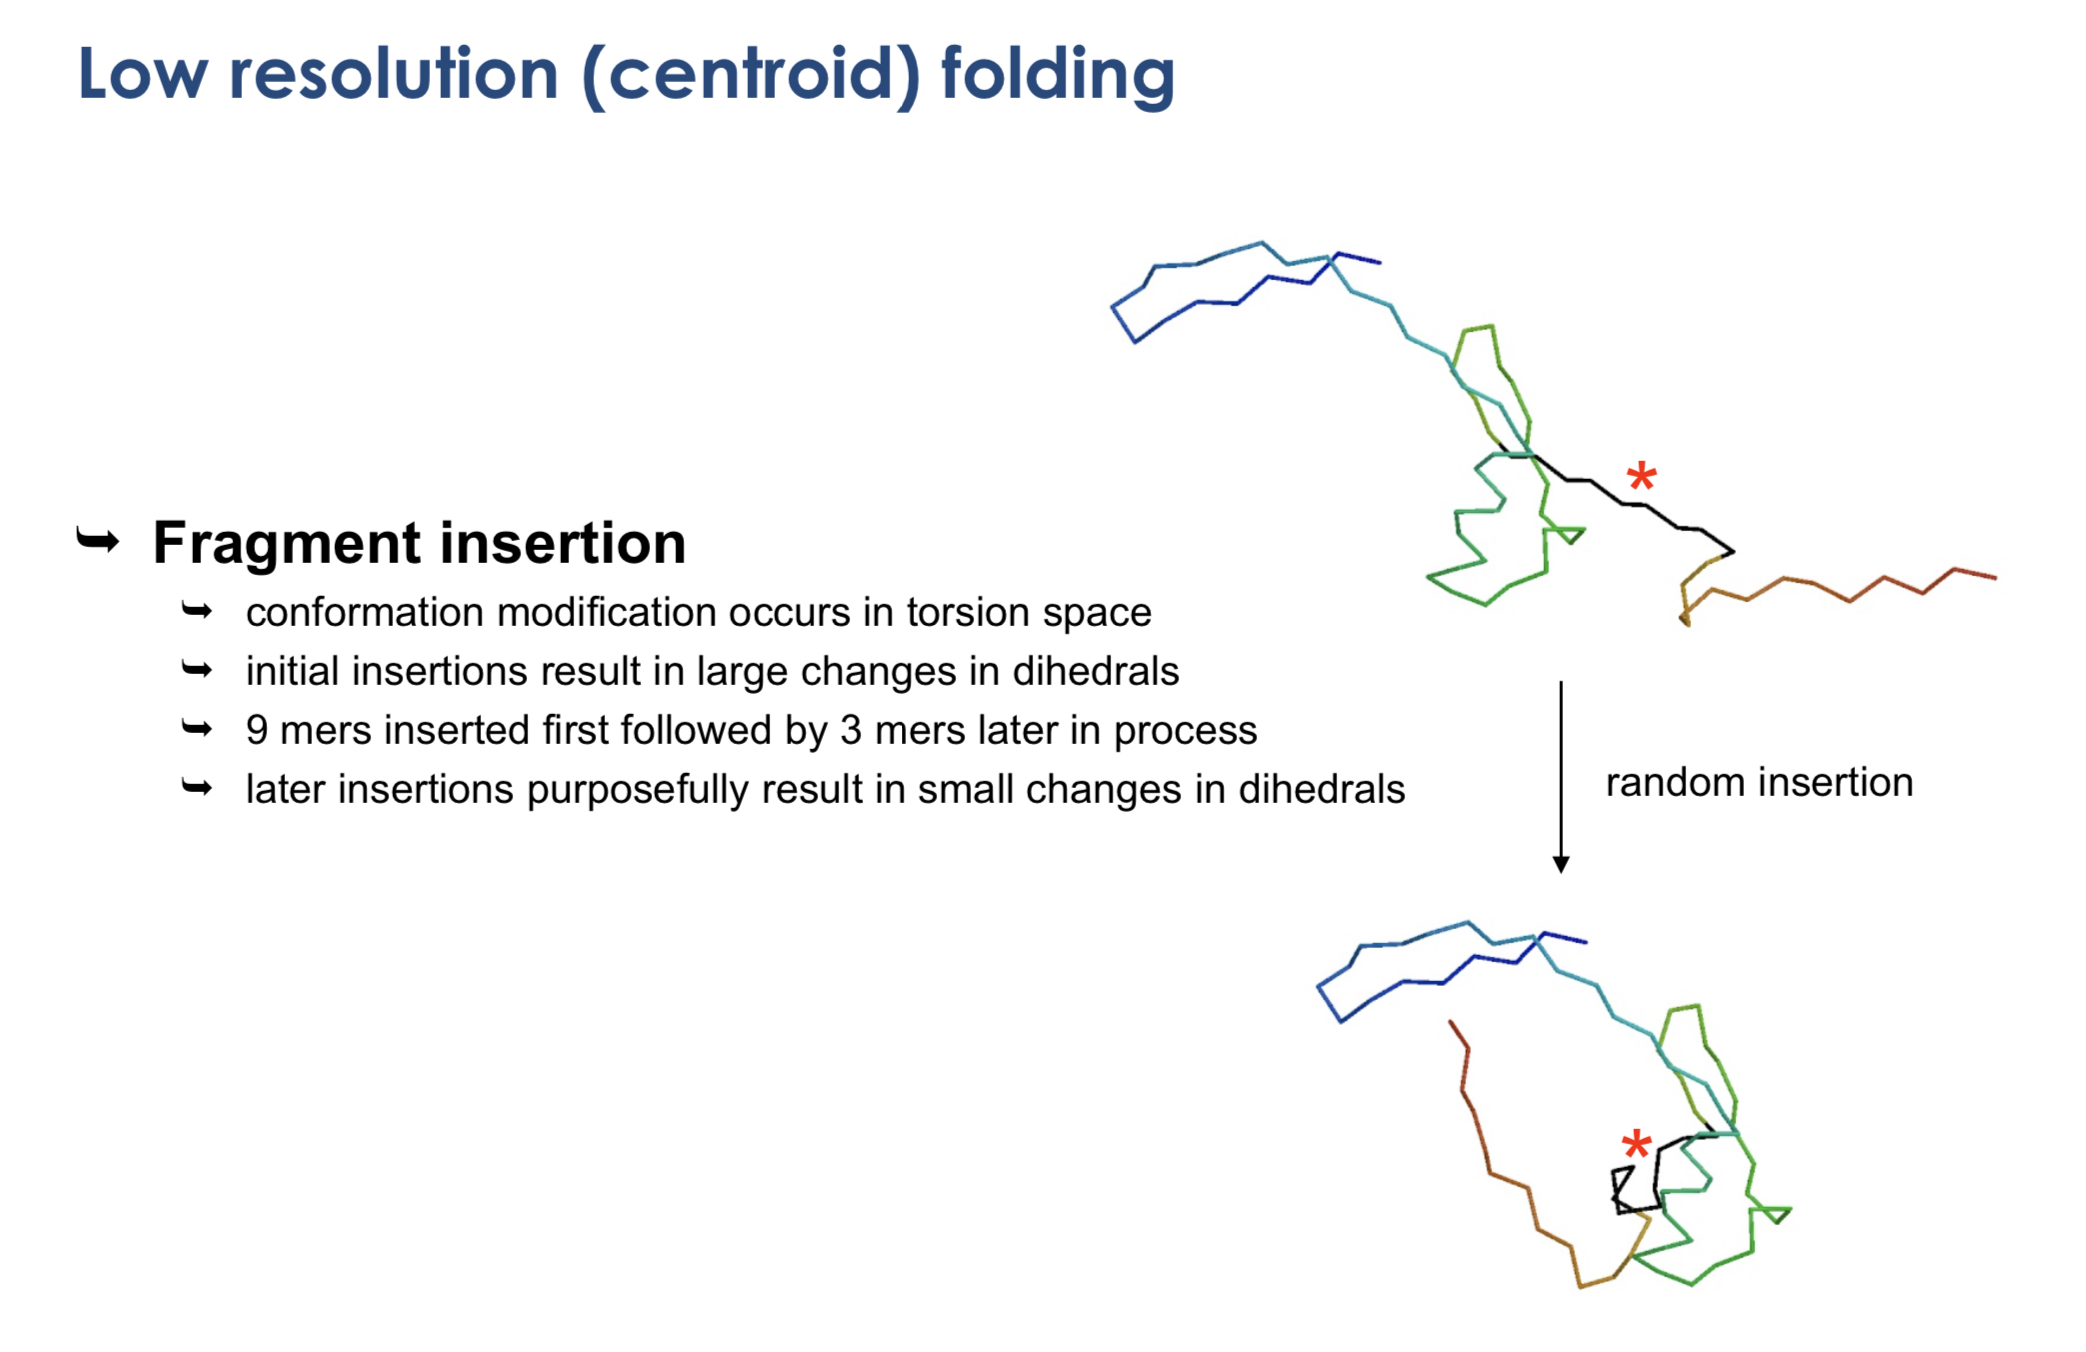 Low resolution (centroid) folding
*
⮩ Fragment insertion
⮩ conformation modification occurs in torsion space
⮩ initial insertions result in large changes in dihedrals
⮩ 9 mers inserted first followed by 3 mers later in process
⮩ later insertions purposefully result in small changes in dihedrals
random insertion
*